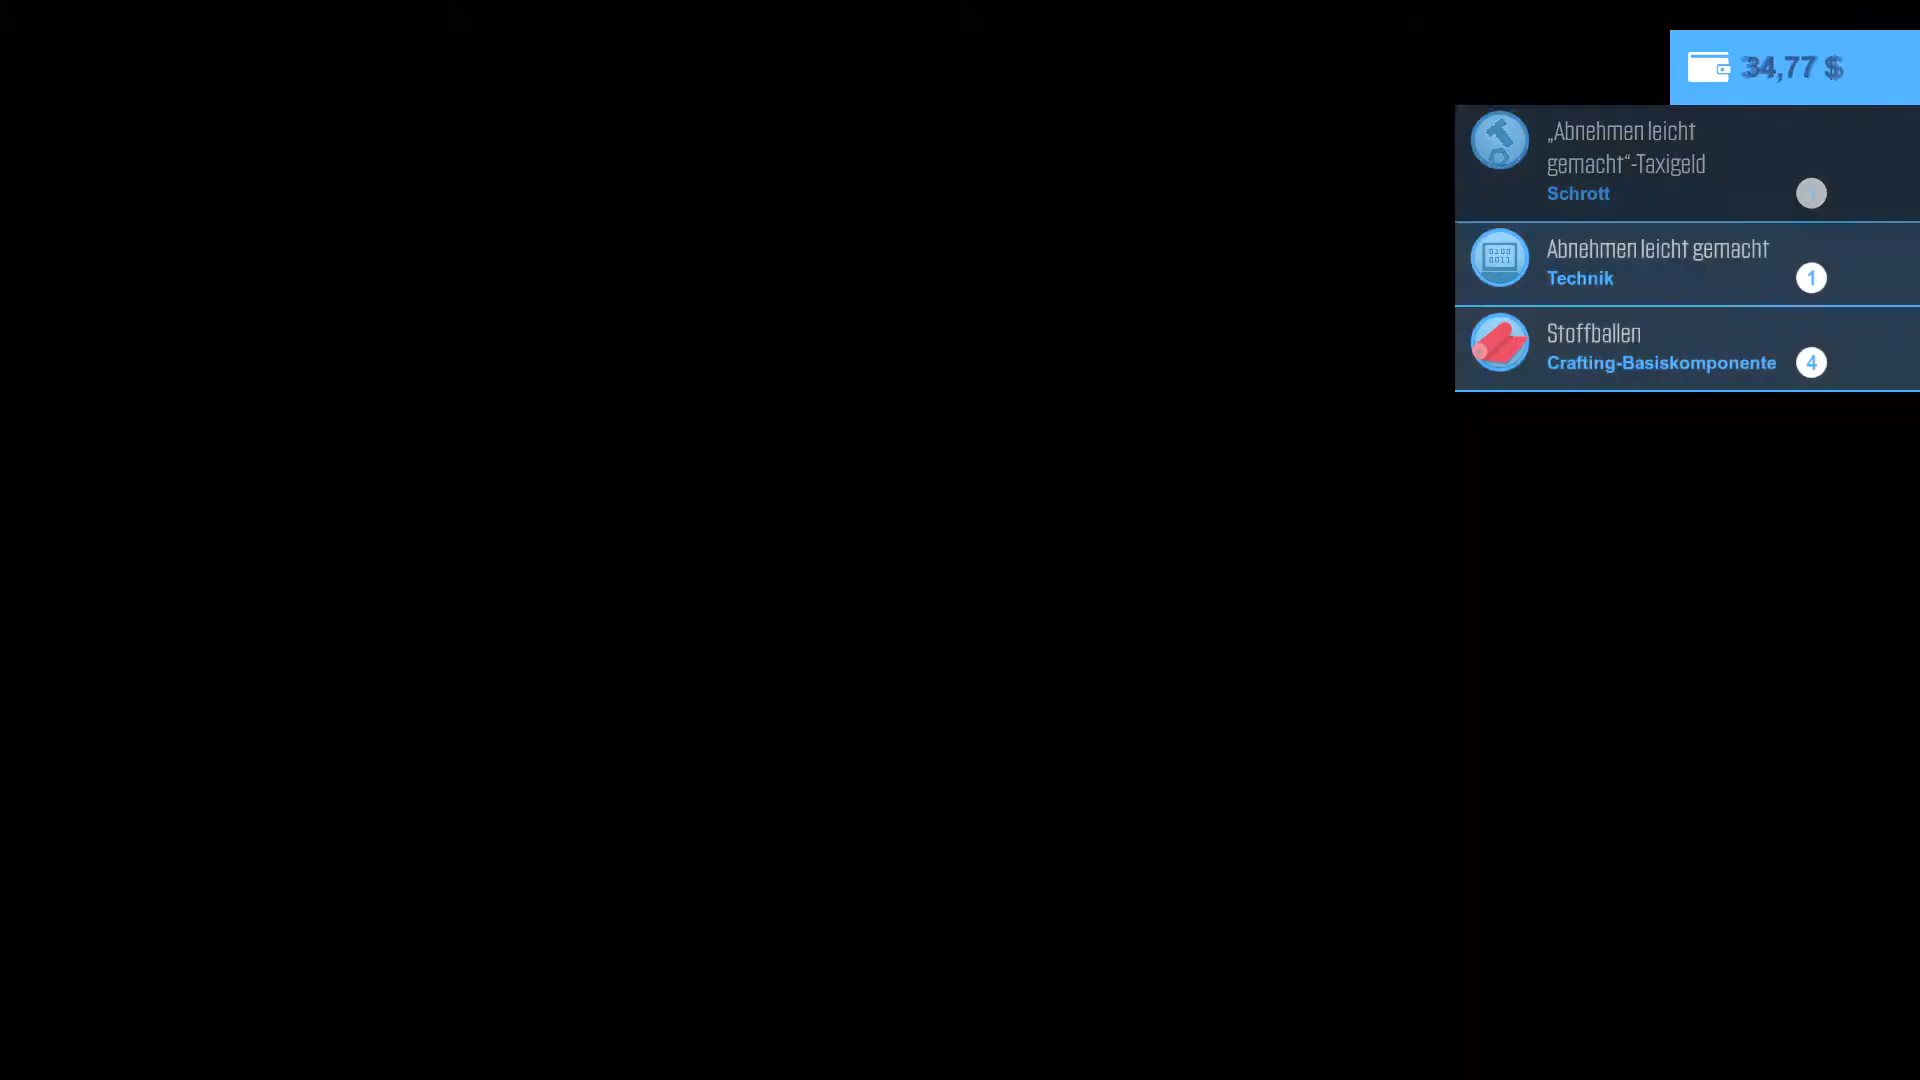 34,77 $
„Abnehmen leicht
gemacht“-Taxigeld
Schrott
Abnehmen leicht gemacht
Technik
1
Stoffballen
Crafting-Basiskomponente
4